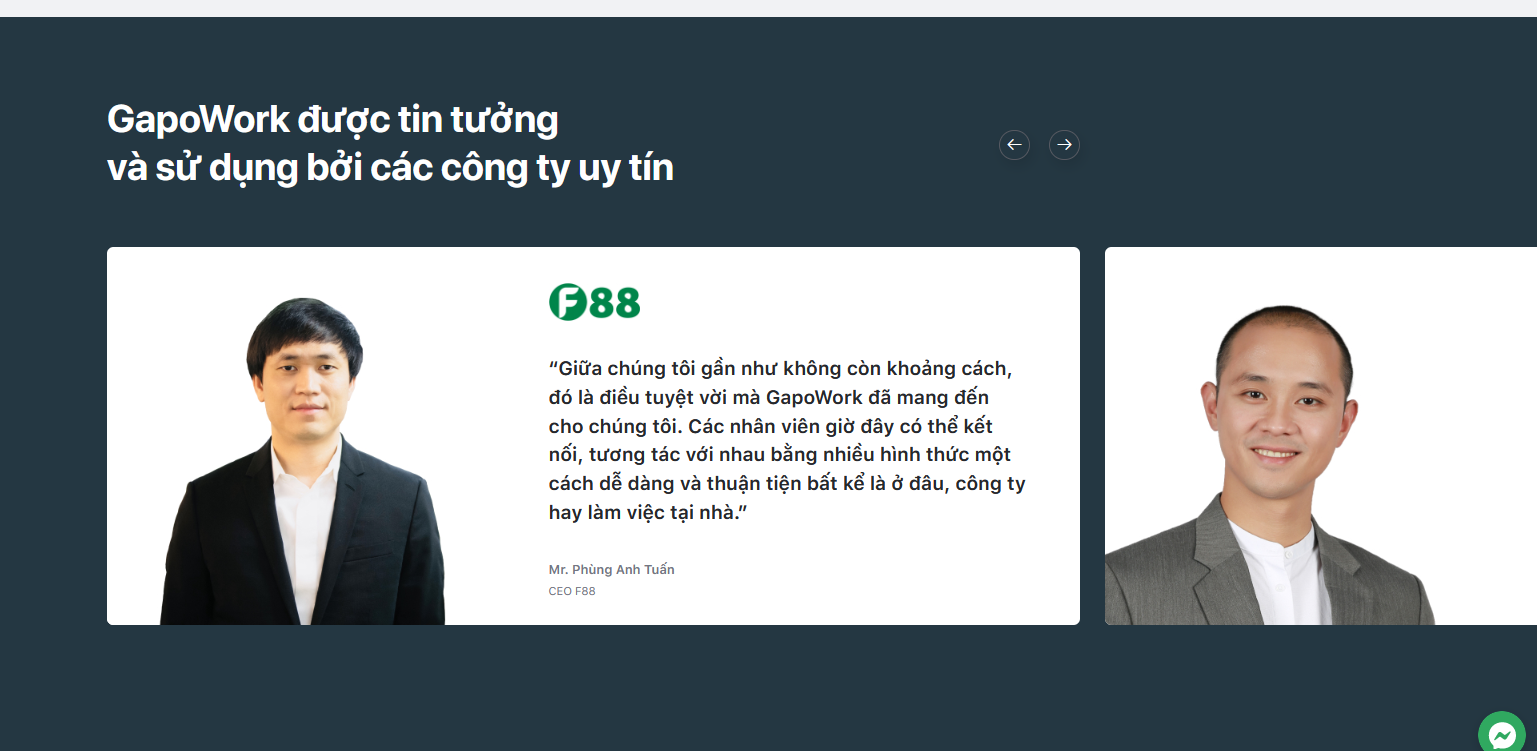 GapoWork được tin tưởng
và sử dụng bởi các công ty uy tín
F88
“Giữa chúng tôi gần như không còn khoảng cách,
đó là điều tuyệt vời mà GapoWork đã mang đến
cho chúng tôi. Các nhân viên giờ đây có thể kết
nối, tương tác với nhau bằng nhiều hình thức một
cách dễ dàng và thuận tiện bất kể là ở đâu, công ty
hay làm việc tại nhà.”
Mr. Phùng Anh Tuấn
CEO F88